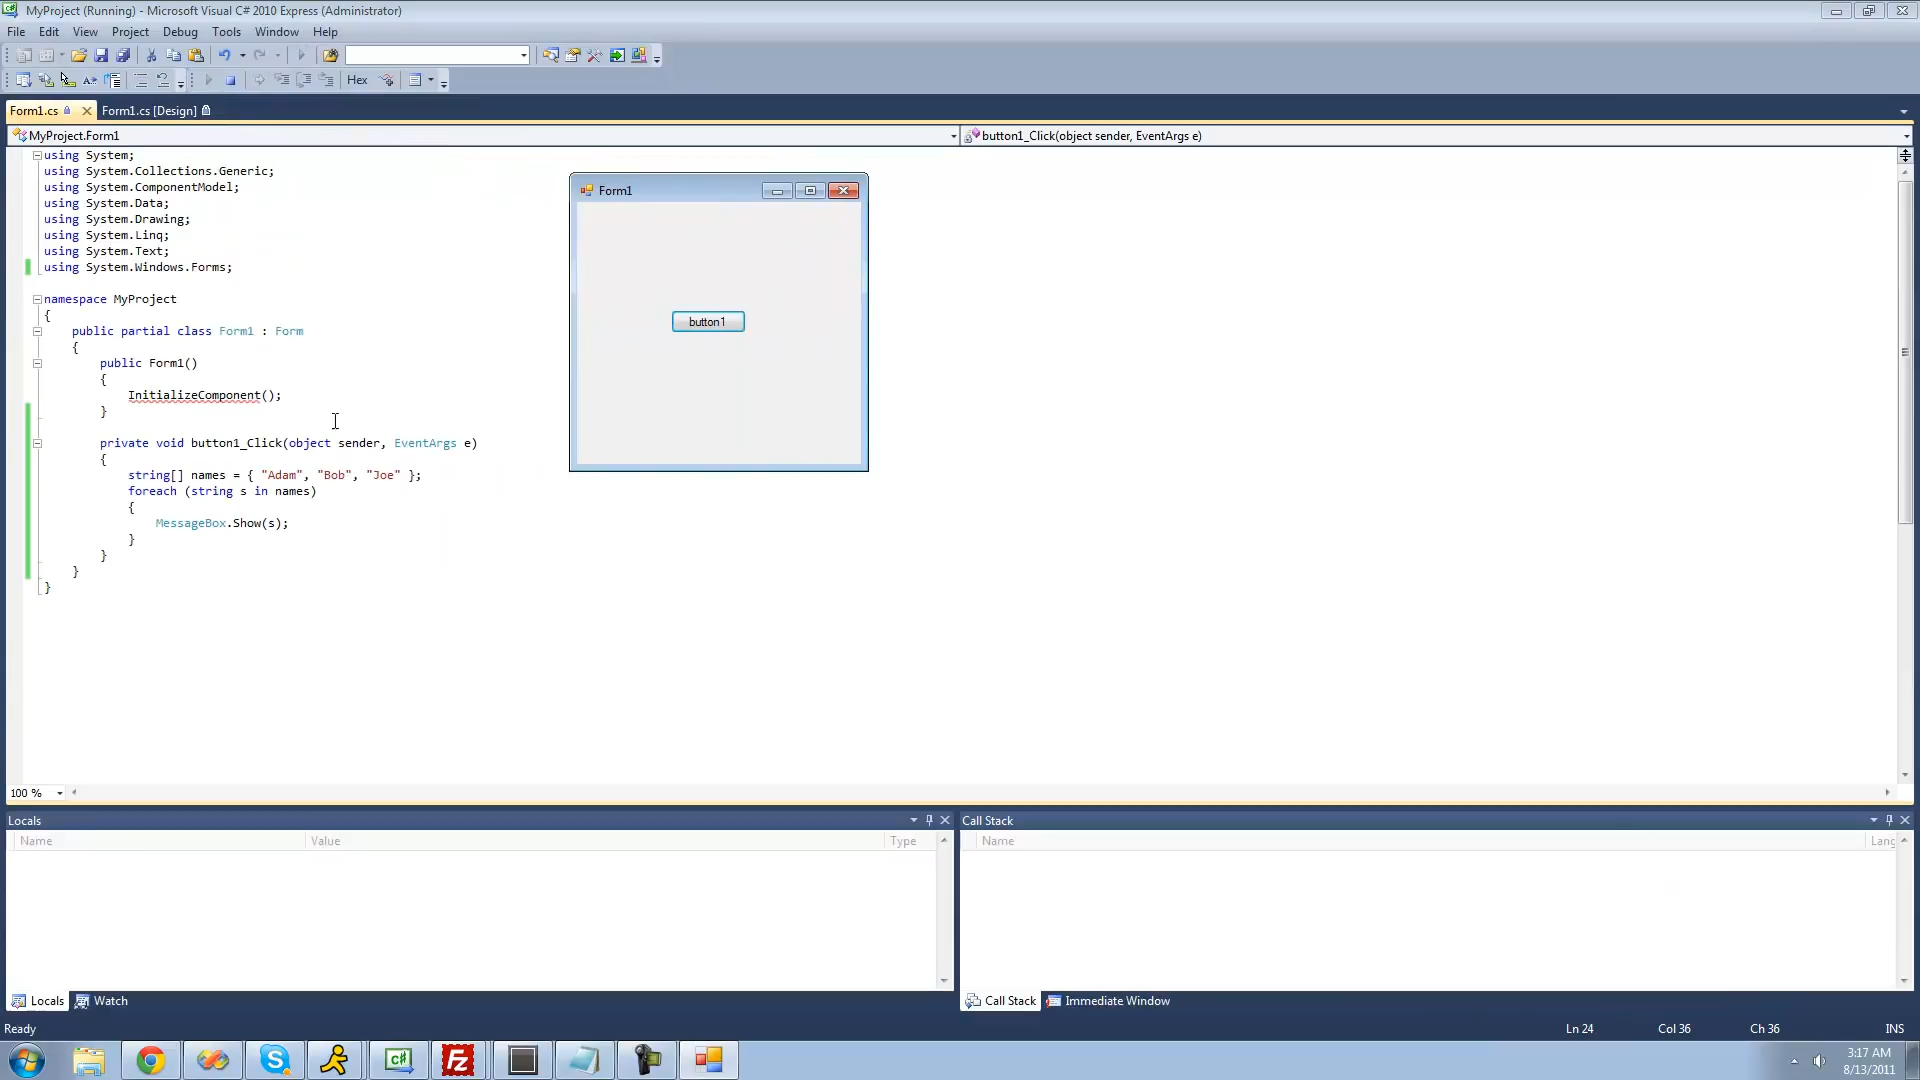 MyProject (Running) - Microsoft Visual C# 2010 Express (Administrator)
File Edit View Project Debug Tools Window Help
Hex
Form1.cs Form1.cs [Design]
MyProject.Form1 button1_Click(object sender, EventArgs e)
using System;
using System.Collections.Generic;
using System.ComponentModel;
using System.Data;
using System.Drawing;
using System.Linq;
using System.Text;
using System.Windows.Forms;
namespace MyProject
{
public partial class Form1 : Form
{
public Form1()
{
InitializeComponent();
}
private void button1_Click(object sender, EventArgs e)
{
string[] names = { "Adam", "Bob", "Joe" };
foreach (string s in names)
{
MessageBox.Show(s);
}
}
}
}
Form1
button1
100 %
Locals
Name Value Type
Call Stack
Name Lang
Locals Watch
Call Stack Immediate Window
Ready Ln 24 Col 36 Ch 36 INS
3:17 AM
8/13/2011